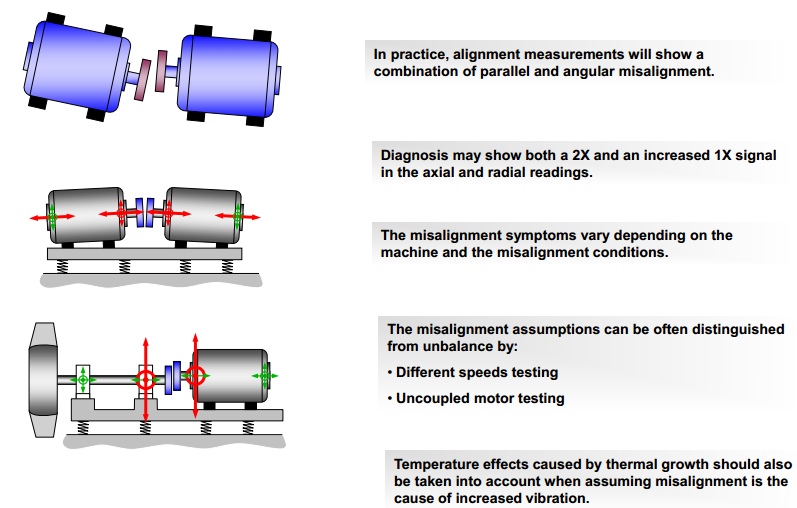 In practice, alignment measurements will show a
combination of parallel and angular misalignment.
Diagnosis may show both a 2X and an increased 1X signal
in the axial and radial readings.
The misalignment symptoms vary depending on the
machine and the misalignment conditions.
The misalignment assumptions can be often distinguished
from unbalance by:
• Different speeds testing
• Uncoupled motor testing
Temperature effects caused by thermal growth should also
be taken into account when assuming misalignment is the
cause of increased vibration.